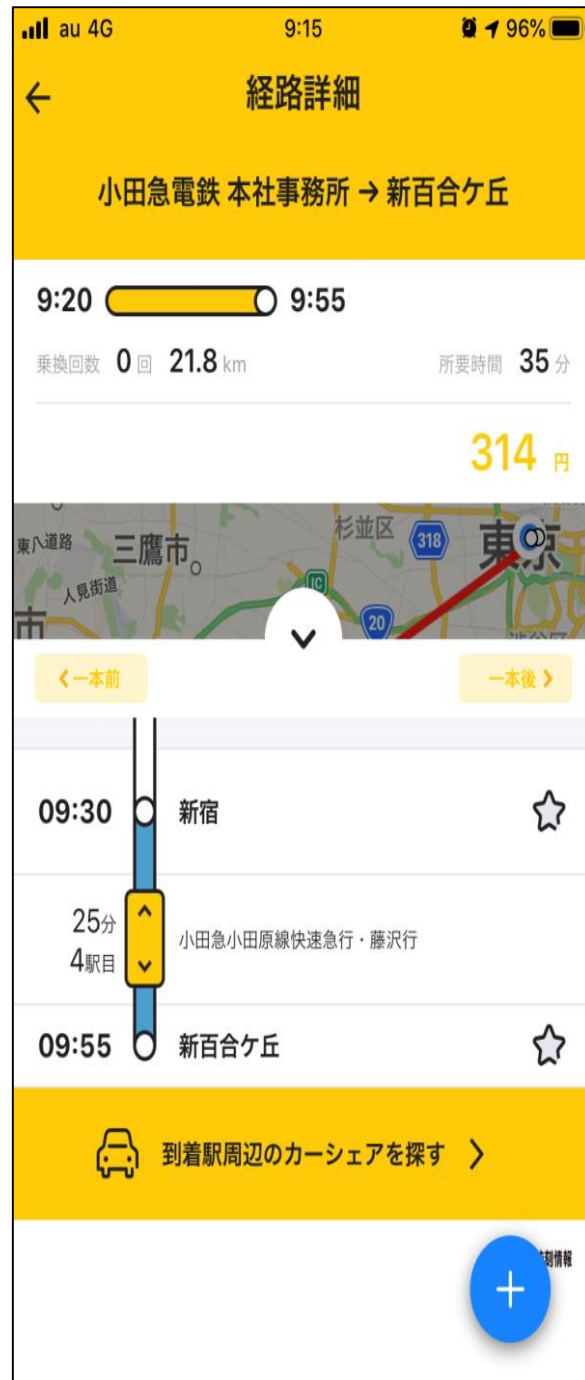 au 4G 9:15 96%
経路詳細
小田急電鉄 本社事務所 → 新百合ケ丘
9:20 9:55
乗換回数 0 回 21.8 km 所要時間 35 分
314 円
東八道路 三鷹市 杉並区 318 東京
人見街道 IC
市 20
一本前 一本後
09:30 新宿
25分
4駅目
小田急小田原線快速急行・藤沢行
09:55 新百合ケ丘
到着駅周辺のカーシェアを探す
刻情報